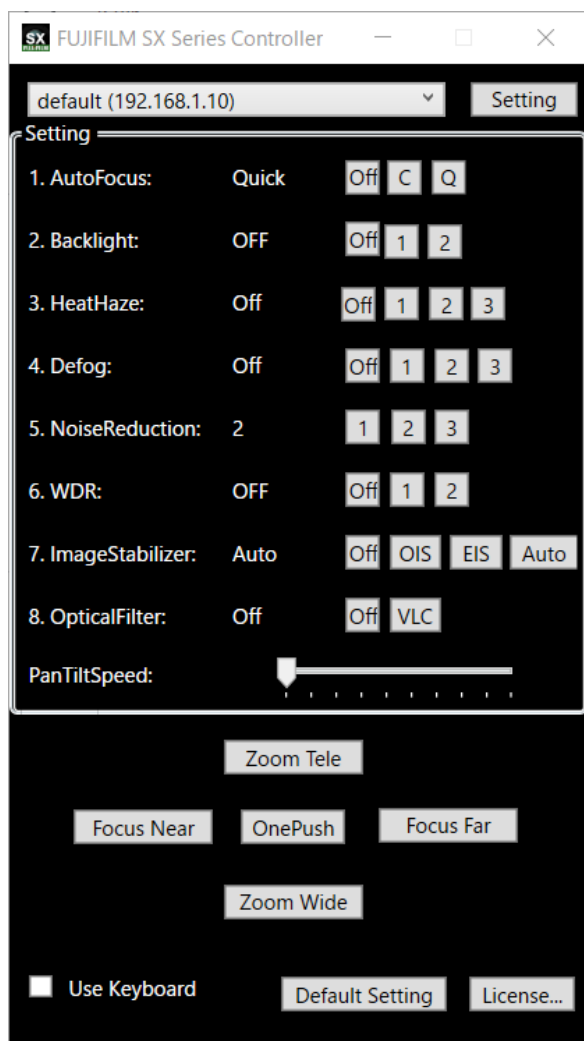 SX FUJIFILM SX Series Controller
default (192.168.1.10) Setting
Setting
1. AutoFocus: Quick Off C Q
2. Backlight: OFF Off 1 2
3. HeatHaze: Off Off 1 2 3
4. Defog: Off Off 1 2 3
5. NoiseReduction: 2 1 2 3
6. WDR: OFF Off 1 2
7. ImageStabilizer: Auto Off OIS EIS Auto
8. OpticalFilter: Off Off VLC
PanTiltSpeed:
Zoom Tele
Focus Near OnePush Focus Far
Zoom Wide
Use Keyboard Default Setting License...